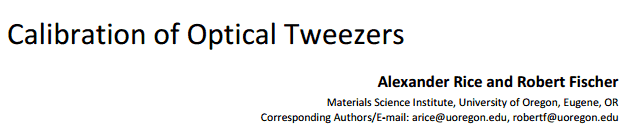 Calibration of Optical Tweezers
Alexander Rice and Robert Fischer
Materials Science Institute, University of Oregon, Eugene, OR
Corresponding Authors/E-mail: arice@uoregon.edu, robertf@uoregon.edu